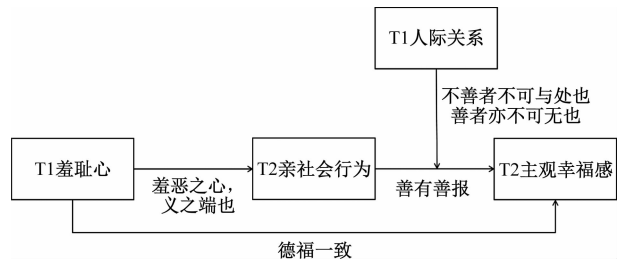 T1人际关系
不善者不可与处也
善者亦不可无也
T1羞耻心
羞恶之心，
义之端也
T2亲社会行为
善有善报
T2主观幸福感
德福一致